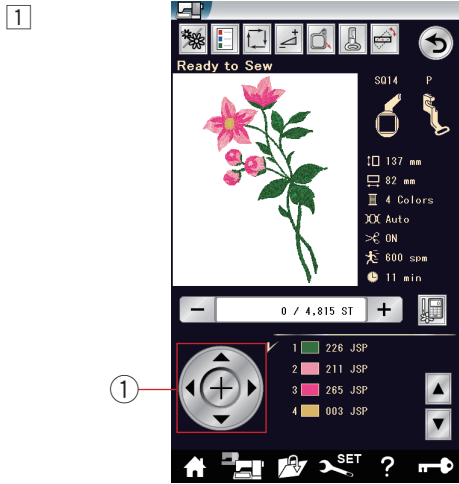 1
Ready to Sew
SQ14 P
137 mm
82 mm
4 Colors
Auto
ON
600 spm
11 min
− 0 / 4,815 ST +
1 226 JSP
2 211 JSP
3 265 JSP
4 003 JSP
1
SET
?